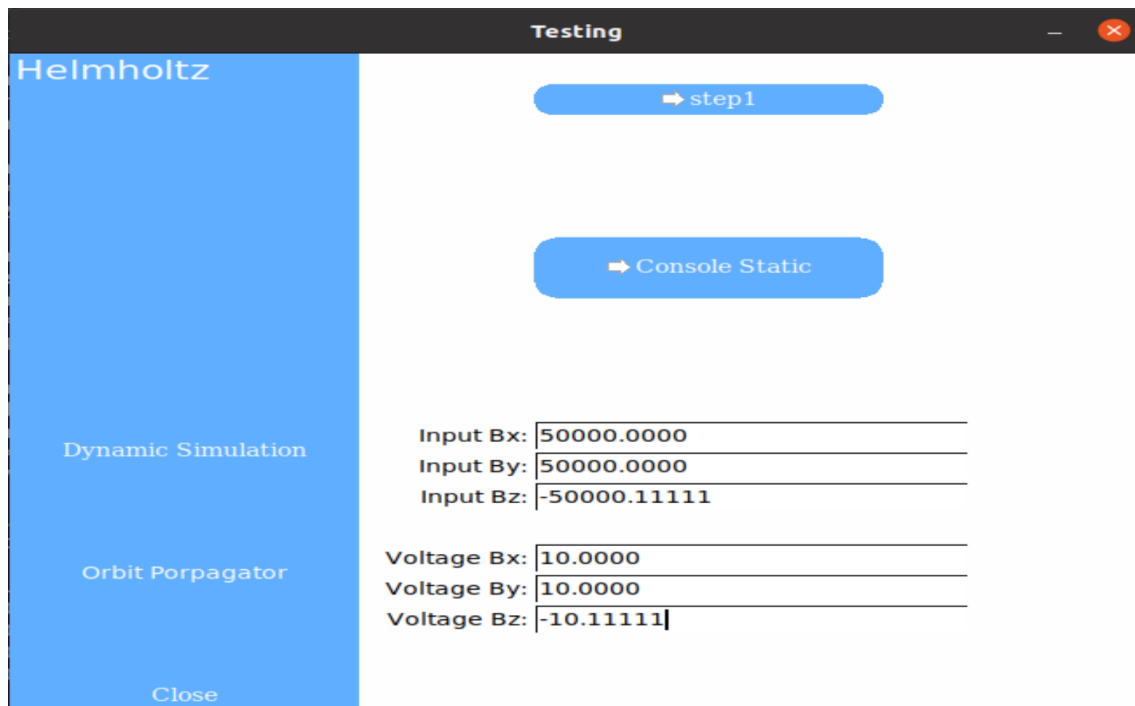 Testing
Helmholtz
step1
Console Static
Dynamic Simulation
Orbit Porpagator
Close
Input Bx: 50000.0000
Input By: 50000.0000
Input Bz: -50000.11111
Voltage Bx: 10.0000
Voltage By: 10.0000
Voltage Bz: -10.11111